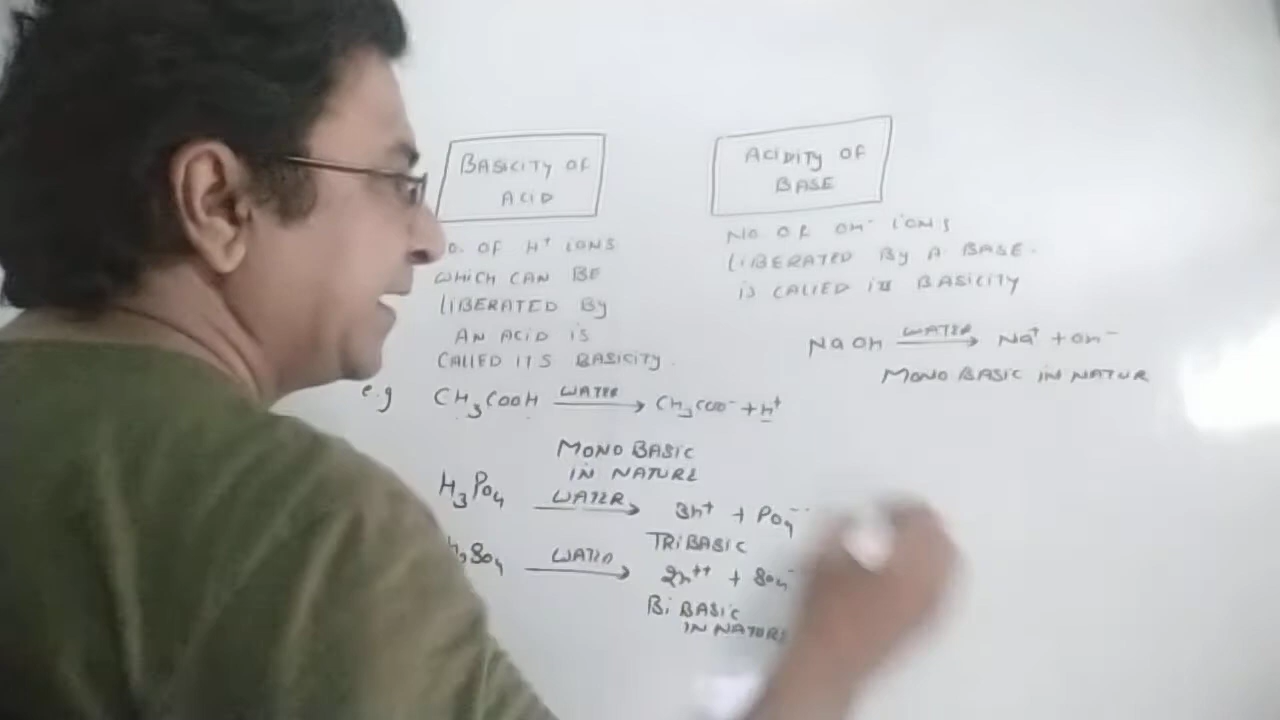 BASICITY OF
ACID
O. OF H⁺ IONS
WHICH CAN BE
LIBERATED BY
AN ACID IS
CALLED ITS BASICITY.
e.g CH₃COOH WATER → CH₃COO⁻ + H⁺
MONO BASIC
IN NATURE
H₃PO₄ WATER → 3H⁺ + PO₄⁻⁻
TRIBASIC
H₂SO₄ WATER → 2H⁺⁺ + SO₄⁻
Bi BASIC
IN NATURE
ACIDITY OF
BASE
NO OF OH⁻ IONS
LIBERATED BY A BASE.
is CALLED BASICITY
NaOH WATER → Na⁺ + OH⁻
MONO BASIC IN NATUR